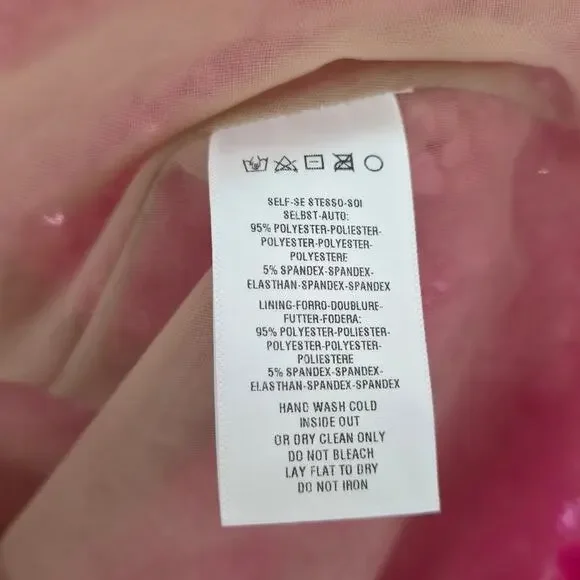 SELF-SE STESSO-SOI
SELBST-AUTO:
95% POLYESTER-POLIESTER-
POLYESTER-POLYESTER-
POLYESTERE
5% SPANDEX-SPANDEX-
ELASTHAN-SPANDEX-SPANDEX
LINING-FORRO-DOUBLURE-
FUTTER-FODERA:
95% POLYESTER-POLIESTER-
POLYESTER-POLYESTER-
POLIESTERE
5% SPANDEX-SPANDEX-
ELASTHAN-SPANDEX-SPANDEX
HAND WASH COLD
INSIDE OUT
OR DRY CLEAN ONLY
DO NOT BLEACH
LAY FLAT TO DRY
DO NOT IRON